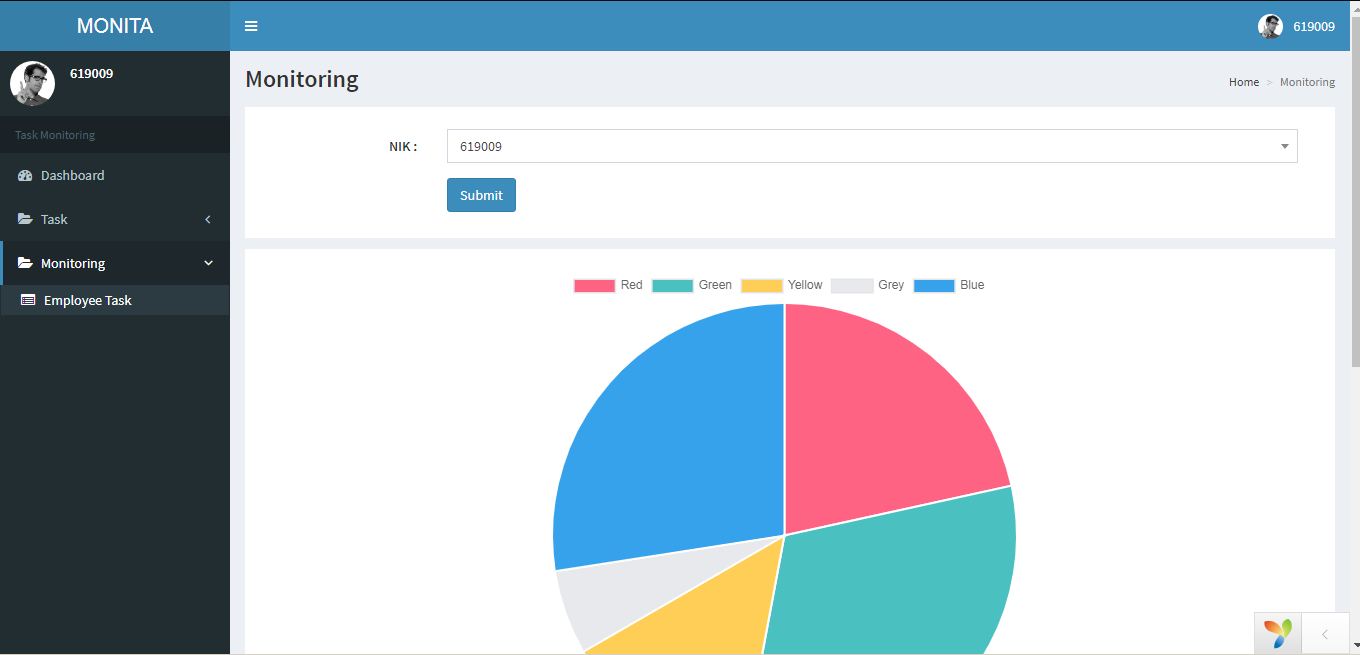 MONITA
619009
619009
Task Monitoring
Dashboard
Task
Monitoring
Employee Task
Monitoring
Home > Monitoring
NIK : 619009
Submit
Red Green Yellow Grey Blue